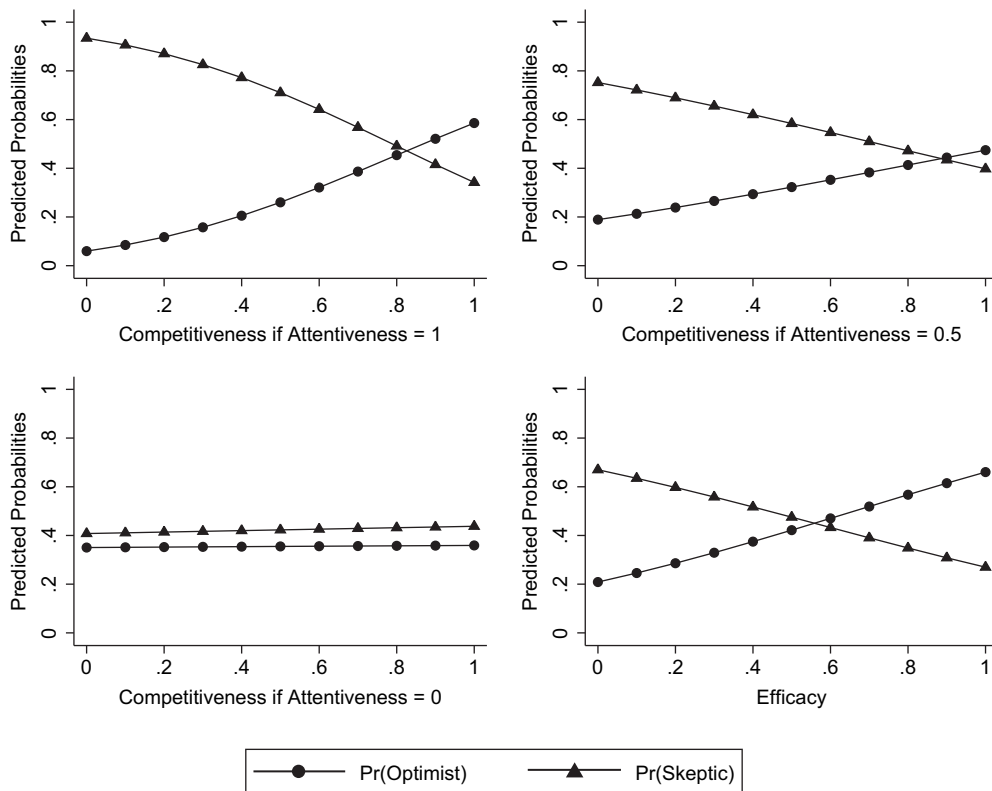 Predicted Probabilities
1
.8
.6
.4
.2
0
0 .2 .4 .6 .8 1
Competitiveness if Attentiveness = 1
Predicted Probabilities
1
.8
.6
.4
.2
0
0 .2 .4 .6 .8 1
Competitiveness if Attentiveness = 0.5
Predicted Probabilities
1
.8
.6
.4
.2
0
0 .2 .4 .6 .8 1
Competitiveness if Attentiveness = 0
Predicted Probabilities
1
.8
.6
.4
.2
0
0 .2 .4 .6 .8 1
Efficacy
Pr(Optimist) Pr(Skeptic)